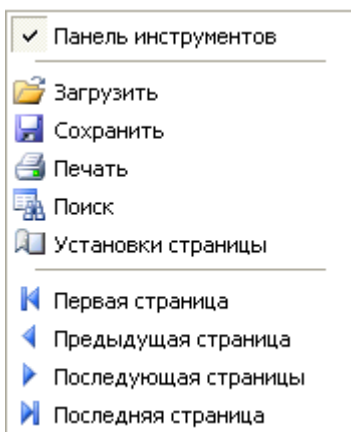 Панель инструментов
Загрузить
Сохранить
Печать
Поиск
Установки страницы
Первая страница
Предыдущая страница
Последующая страницы
Последняя страница